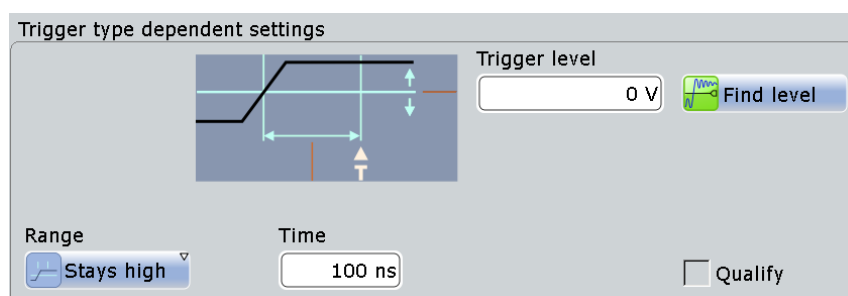 Trigger type dependent settings
Trigger level
0 V
Find level
T
Range
Time
Stays high
100 ns
Qualify